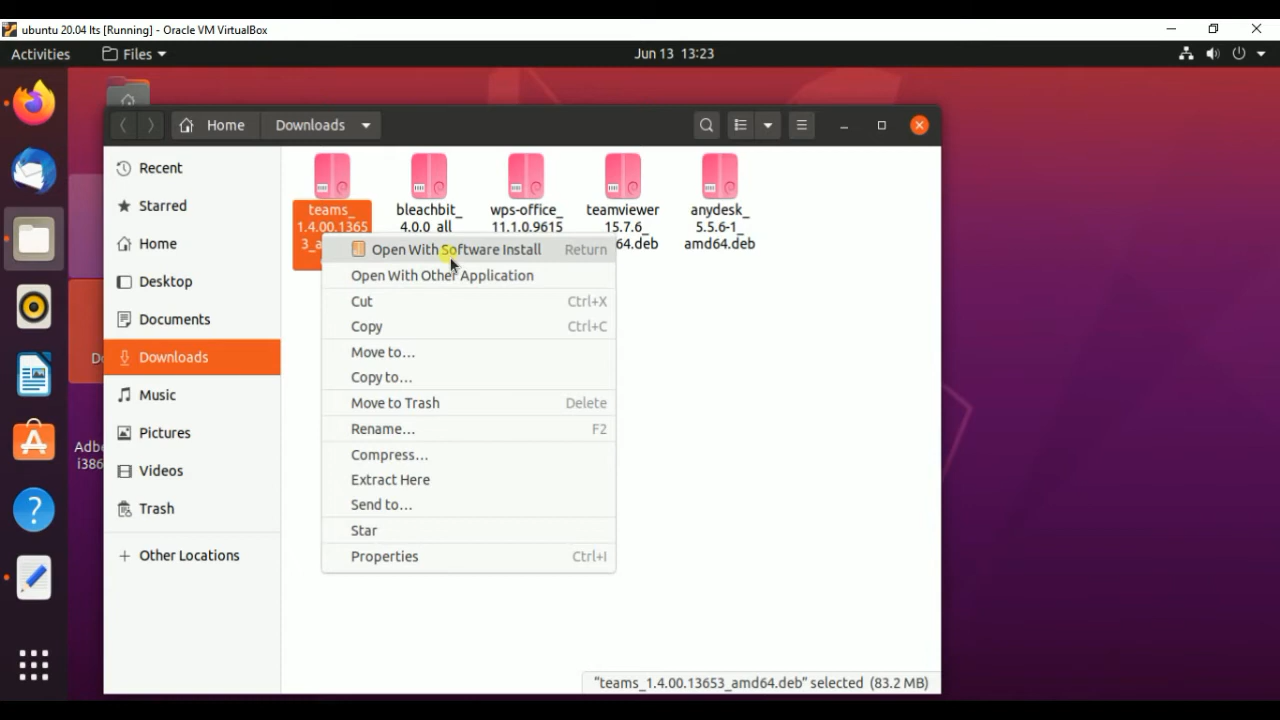 ubuntu 20.04 lts [Running] - Oracle VM VirtualBox
Activities
Files
Jun 13 13:23
Home
Downloads
Recent
Starred
Home
Desktop
Documents
Downloads
Music
Pictures
Videos
Trash
Other Locations
teams_
1.4.00.1365
3_a
bleachbit_
4.0.0_all
wps-office_
11.1.0.9615
teamviewer
15.7.6_
64.deb
anydesk_
5.5.6-1_
amd64.deb
Open With Software Install Return
Open With Other Application
Cut Ctrl+X
Copy Ctrl+C
Move to…
Copy to…
Move to Trash Delete
Rename… F2
Compress…
Extract Here
Send to…
Star
Properties Ctrl+I
Do
Adbe
i386
"teams_1.4.00.13653_amd64.deb" selected (83.2 MB)